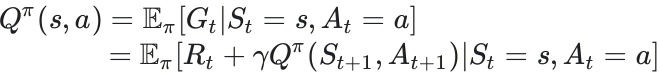 Q^π(s, a) = 𝔼_π[G_t|S_t = s, A_t = a]
= 𝔼_π[R_t + γQ^π(S_{t+1}, A_{t+1})|S_t = s, A_t = a]